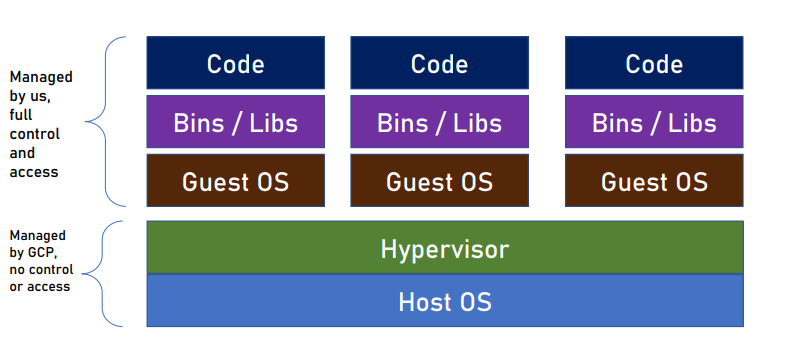 Managed
by us,
full
control
and
access
Code
Code
Code
Bins / Libs
Bins / Libs
Bins / Libs
Guest OS
Guest OS
Guest OS
Managed
by GCP,
no control
or access
Hypervisor
Host OS